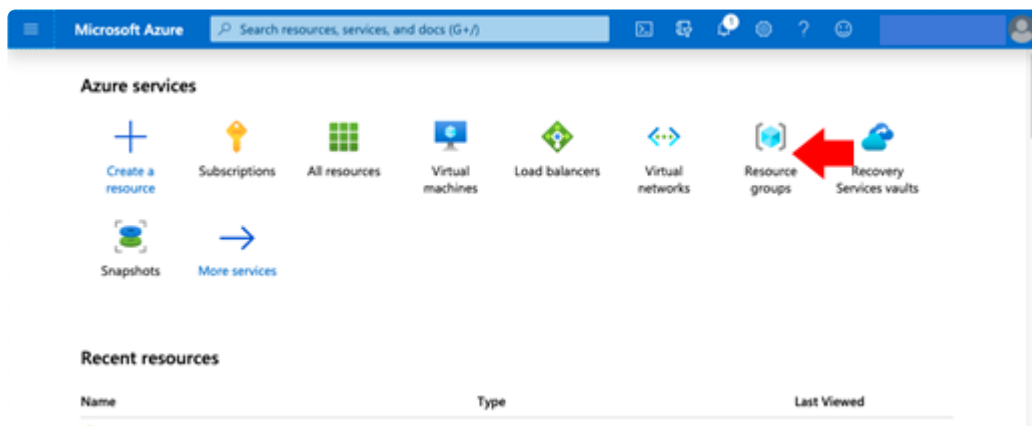 Microsoft Azure
Search resources, services, and docs (G+/)
1
?
Azure services
Create a
resource
Subscriptions
All resources
Virtual
machines
Load balancers
Virtual
networks
Resource
groups
Recovery
Services vaults
Snapshots
More services
Recent resources
Name Type Last Viewed